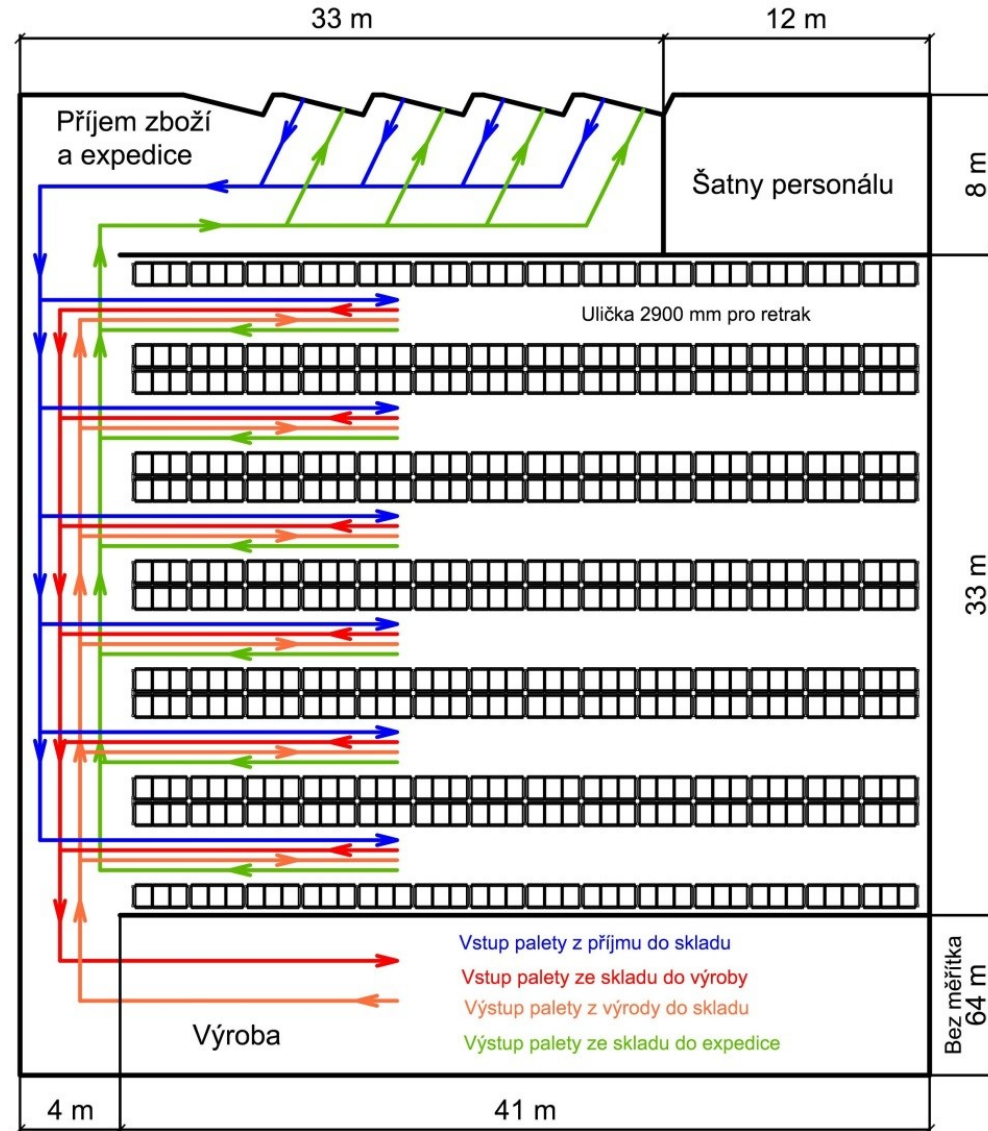 33 m
12 m
Příjem zboží
a expedice
Šatny personálu
8 m
Ulička 2900 mm pro retrak
33 m
Vstup palety z příjmu do skladu
Vstup palety ze skladu do výroby
Výstup palety z výrody do skladu
Výstup palety ze skladu do expedice
Výroba
Bez měřítka
64 m
4 m
41 m